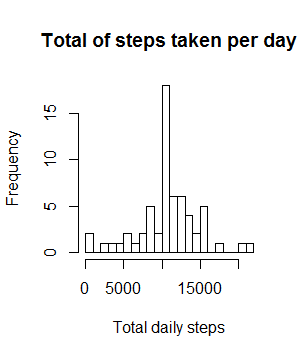 Total of steps taken per day
Frequency
15
10
5
0
0 5000 15000
Total daily steps